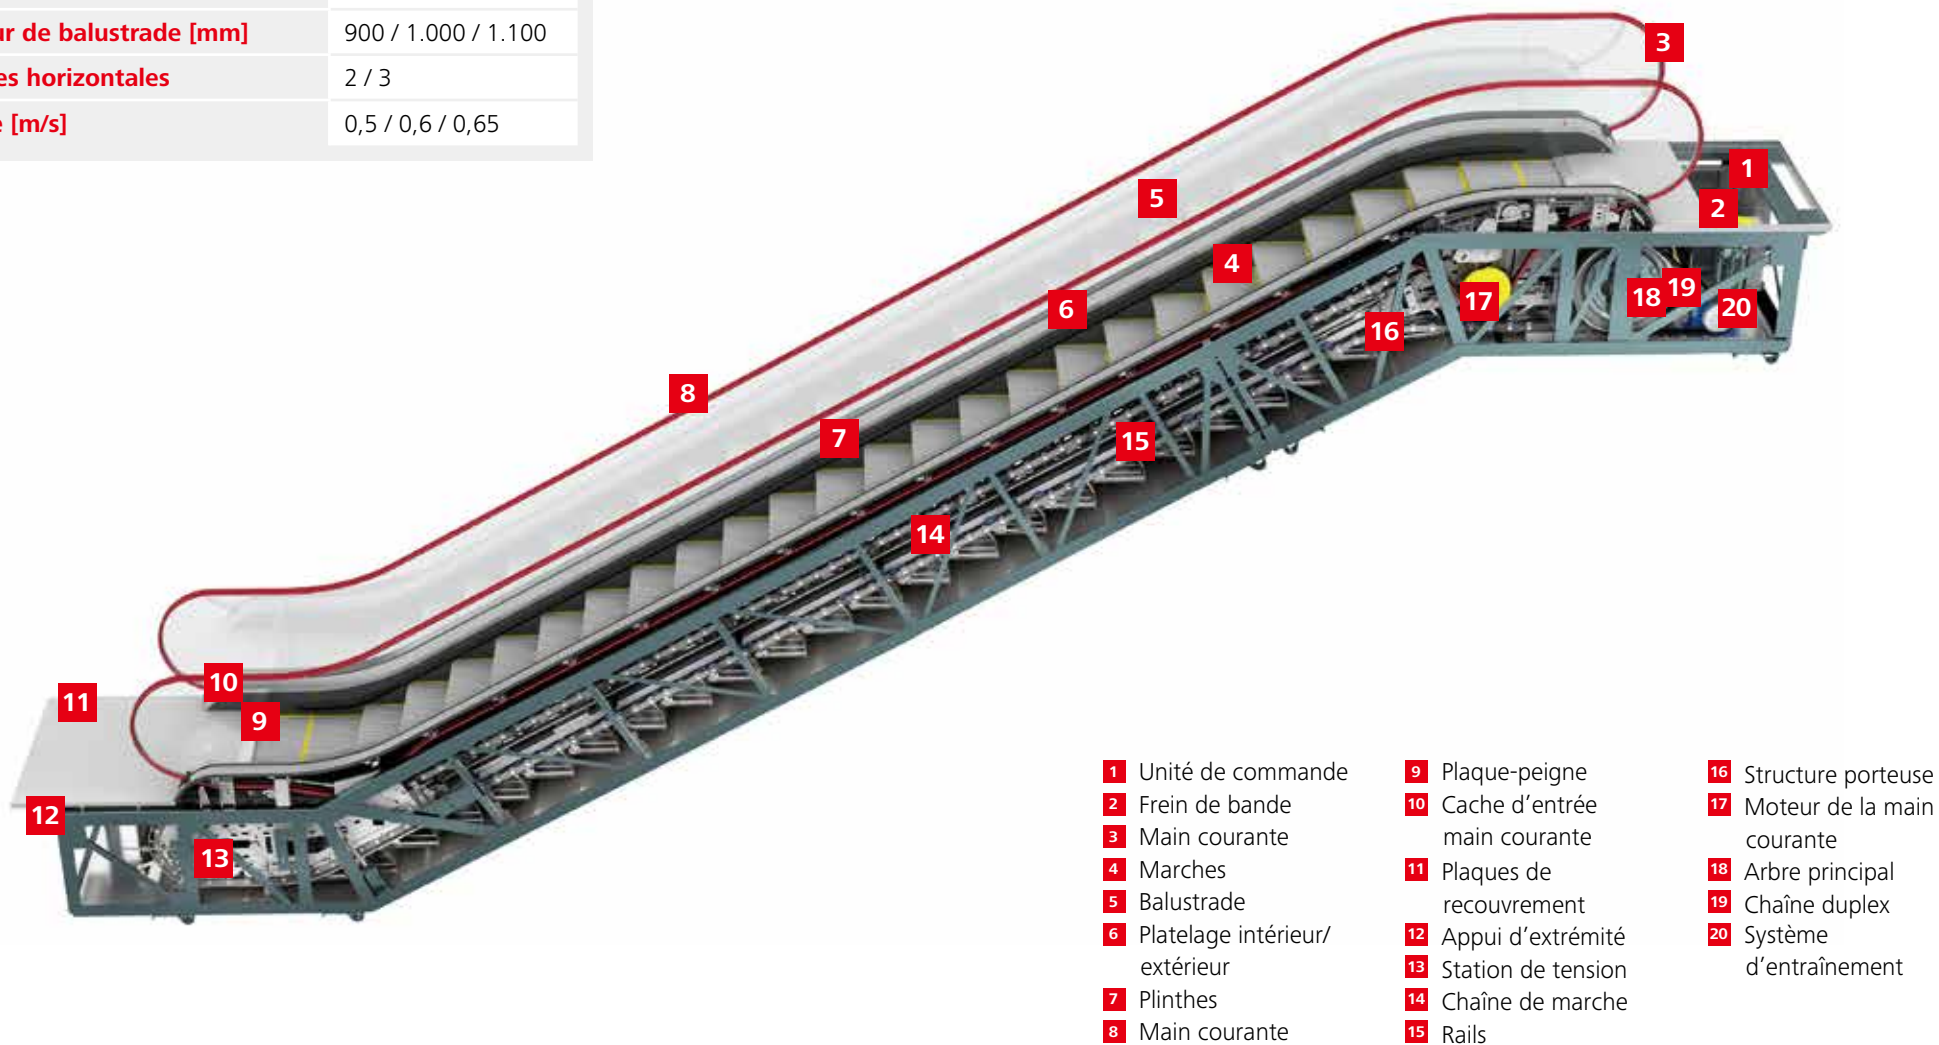 de balustrade [mm] 900 / 1.000 / 1.100
horizontales 2 / 3
[m/s] 0,5 / 0,6 / 0,65
3
1
5
2
4
17
18
19
6
20
16
8
7
15
14
10
11
9
12
13
1 Unité de commande
2 Frein de bande
3 Main courante
4 Marches
5 Balustrade
6 Platelage intérieur/
extérieur
7 Plinthes
8 Main courante
9 Plaque-peigne
10 Cache d’entrée
main courante
11 Plaques de
recouvrement
12 Appui d’extrémité
13 Station de tension
14 Chaîne de marche
15 Rails
16 Structure porteuse
17 Moteur de la main
courante
18 Arbre principal
19 Chaîne duplex
20 Système
d’entraînement